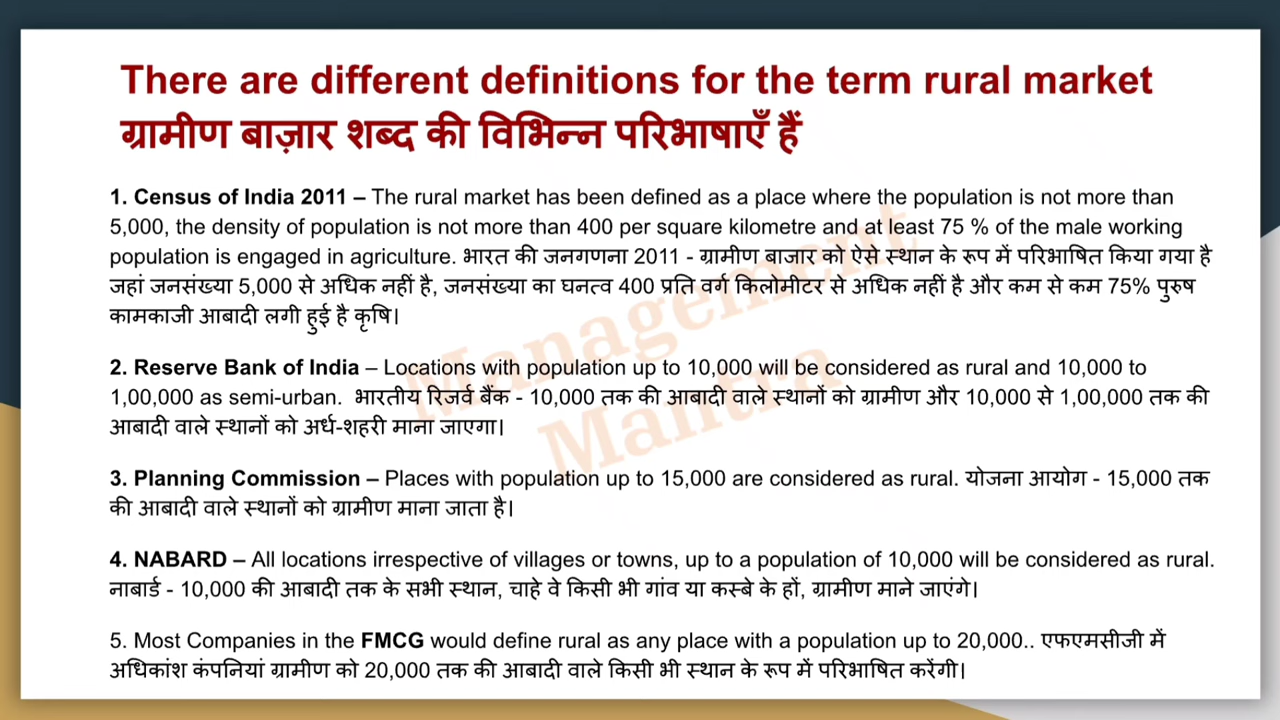 There are different definitions for the term rural market
ग्रामीण बाज़ार शब्द की विभिन्न परिभाषाएँ हैं
1. Census of India 2011 – The rural market has been defined as a place where the population is not more than
5,000, the density of population is not more than 400 per square kilometre and at least 75 % of the male working
population is engaged in agriculture. भारत की जनगणना 2011 - ग्रामीण बाजार को ऐसे स्थान के रूप में परिभाषित किया गया है
जहां जनसंख्या 5,000 से अधिक नहीं है, जनसंख्या का घनत्व 400 प्रति वर्ग किलोमीटर से अधिक नहीं है और कम से कम 75% पुरुष
कामकाजी आबादी लगी हुई है कृषि।
2. Reserve Bank of India – Locations with population up to 10,000 will be considered as rural and 10,000 to
1,00,000 as semi-urban. भारतीय रिजर्व बैंक - 10,000 तक की आबादी वाले स्थानों को ग्रामीण और 10,000 से 1,00,000 तक की
आबादी वाले स्थानों को अर्ध-शहरी माना जाएगा।
3. Planning Commission – Places with population up to 15,000 are considered as rural. योजना आयोग - 15,000 तक
की आबादी वाले स्थानों को ग्रामीण माना जाता है।
4. NABARD – All locations irrespective of villages or towns, up to a population of 10,000 will be considered as rural.
नाबार्ड - 10,000 की आबादी तक के सभी स्थान, चाहे वे किसी भी गांव या कस्बे के हों, ग्रामीण माने जाएंगे।
5. Most Companies in the FMCG would define rural as any place with a population up to 20,000.. एफएमसीजी में
अधिकांश कंपनियां ग्रामीण को 20,000 तक की आबादी वाले किसी भी स्थान के रूप में परिभाषित करेंगी।
Management
Mantra